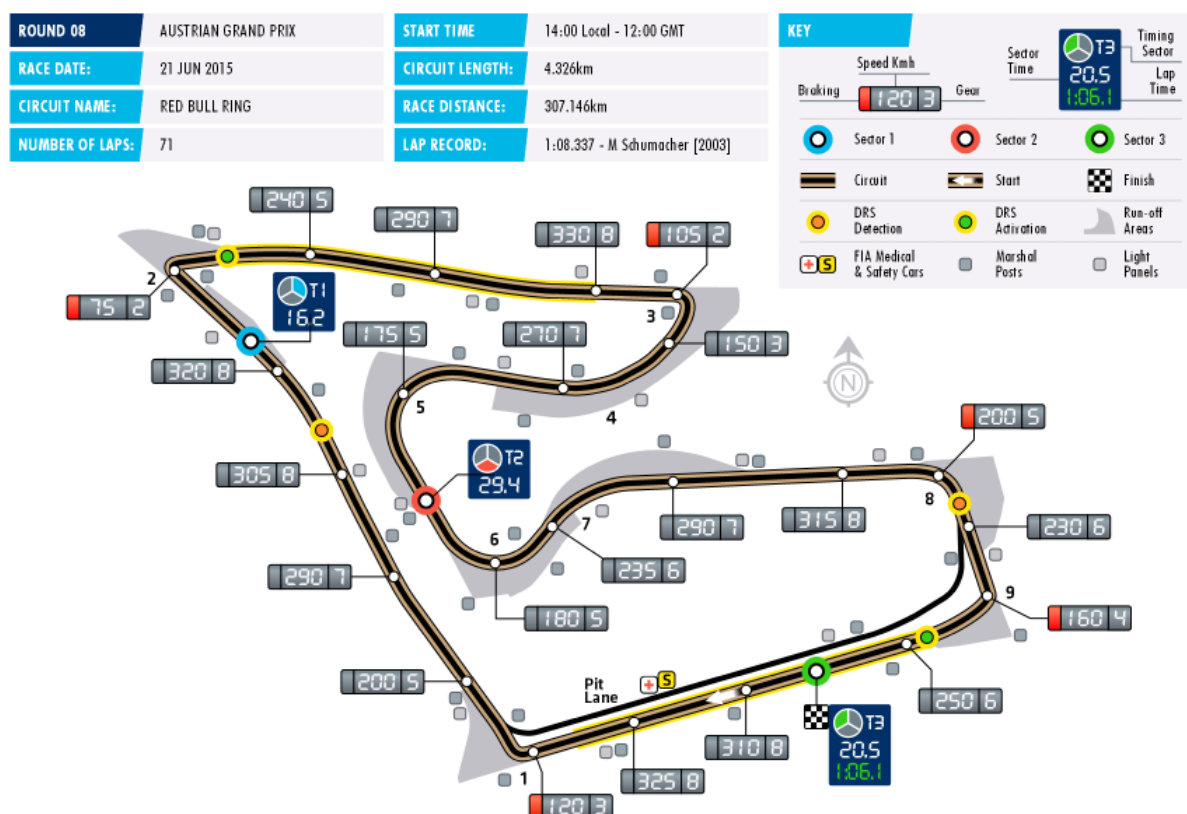 ROUND 08 AUSTRIAN GRAND PRIX
RACE DATE: 21 JUN 2015
CIRCUIT NAME: RED BULL RING
NUMBER OF LAPS: 71
START TIME 14:00 Local - 12:00 GMT
CIRCUIT LENGTH: 4.326km
RACE DISTANCE: 307.146km
LAP RECORD: 1:08.337 - M Schumacher [2003]
KEY
Braking
Speed Kmh
120 3
Gear
Sector
Time
T3
20.5
1:06.1
Timing
Sector
Lap
Time
Sector 1
Sector 2
Sector 3
Circuit
Start
Finish
DRS
Detection
DRS
Activation
Run-off
Areas
S
FIA Medical
& Safety Cars
Marshal
Posts
Light
Panels
240 5
290 7
330 8
105 2
2
75 2
T1
16.2
3
175 5
270 7
150 3
320 8
5
4
N
200 5
305 8
T2
29.4
8
6
7
290 7
315 8
230 6
290 7
235 6
9
180 5
160 4
200 5
Pit
Lane
S
250 6
310 8
T3
20.5
1:06.1
1
325 8
120 3